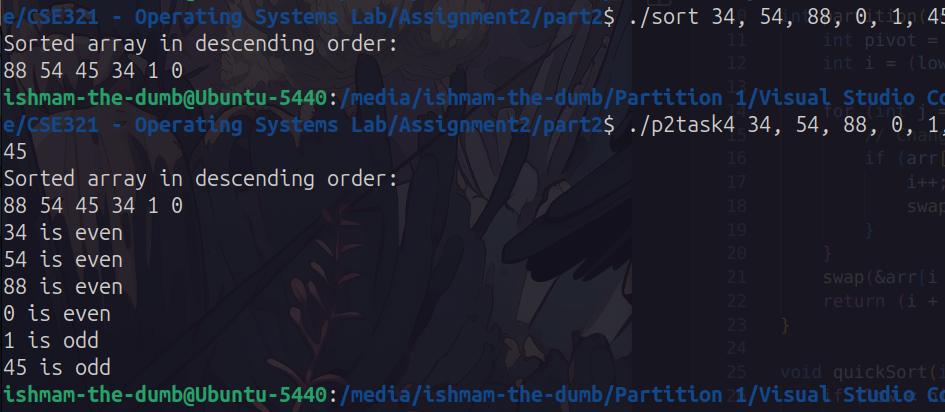 e/CSE321 - Operating Systems Lab/Assignment2/part2$ ./sort 34, 54, 88, 0, 1, 45
Sorted array in descending order:
88 54 45 34 1 0
ishmam-the-dumb@Ubuntu-5440:/media/ishmam-the-dumb/Partition 1/Visual Studio Co
e/CSE321 - Operating Systems Lab/Assignment2/part2$ ./p2task4 34, 54, 88, 0, 1,
45
Sorted array in descending order:
88 54 45 34 1 0
34 is even
54 is even
88 is even
0 is even
1 is odd
45 is odd
ishmam-the-dumb@Ubuntu-5440:/media/ishmam-the-dumb/Partition 1/Visual Studio Co
11 int pivot =
12 int i = (low
16 if (arr[
17 i++;
18 swap
19 }
20 }
21 swap(&arr[i
22 return (i +
23 }
24
25 void quickSort(i